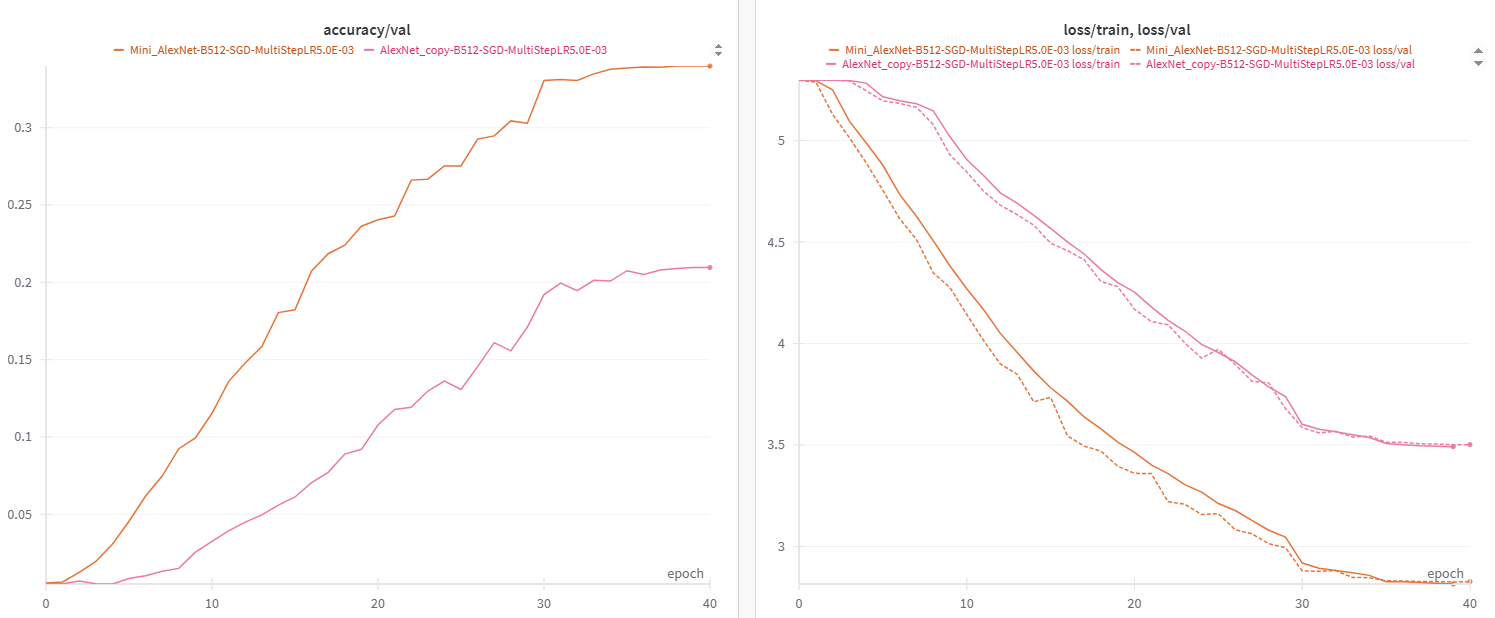 accuracy/val
Mini_AlexNet-B512-SGD-MultiStepLR5.0E-03 AlexNet_copy-B512-SGD-MultiStepLR5.0E-03
0.3
0.25
0.2
0.15
0.1
0.05
epoch
0 10 20 30 40
loss/train, loss/val
Mini_AlexNet-B512-SGD-MultiStepLR5.0E-03 loss/train Mini_AlexNet-B512-SGD-MultiStepLR5.0E-03 loss/val
AlexNet_copy-B512-SGD-MultiStepLR5.0E-03 loss/train AlexNet_copy-B512-SGD-MultiStepLR5.0E-03 loss/val
5
4.5
4
3.5
3
epoch
0 10 20 30 40